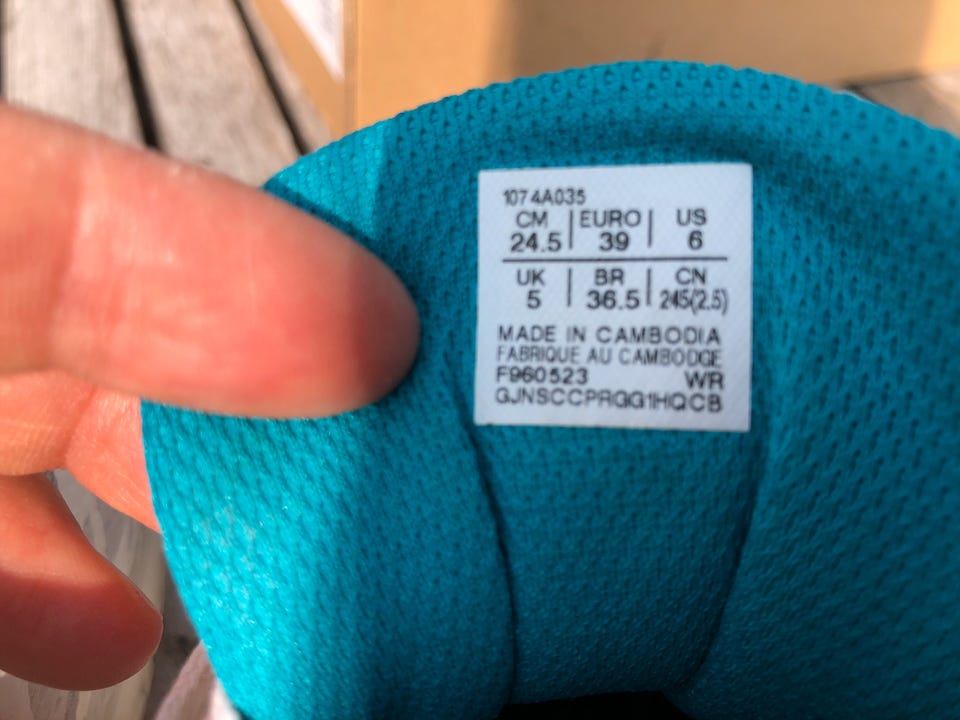 1074A035
CM | EURO | US
24.5 | 39 | 6
UK | BR | CN
5 | 36.5 | 245(2.5)
MADE IN CAMBODIA
FABRIQUE AU CAMBODGE
F960523 WR
GJNSCCPRGG1HQCB